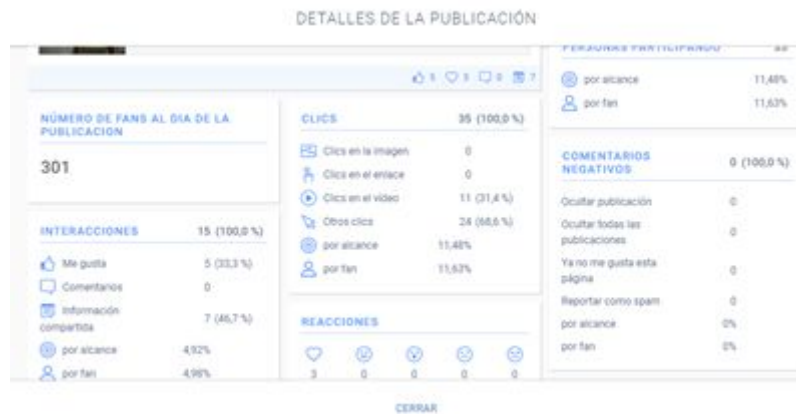 DETALLES DE LA PUBLICACIÓN
5 3 0 7
NÚMERO DE FANS AL DIA DE LA
PUBLICACION
301
INTERACCIONES 15 (100,0 %)
Me gusta 5 (33,3 %)
Comentarios 0
Información
compartida 7 (46,7 %)
por alcance 4,92%
por fan 4,98%
CLICS 35 (100,0 %)
Clics en la imagen 0
Clics en el enlace 0
Clics en el vídeo 11 (31,4 %)
Otros clics 24 (68,6 %)
por alcance 11,48%
por fan 11,63%
REACCIONES
3 0 0 0 0
PERSONAS PARTICIPANDO
por alcance 11,48%
por fan 11,63%
COMENTARIOS
NEGATIVOS 0 (100,0 %)
Ocultar publicación 0
Ocultar todas las
publicaciones 0
Ya no me gusta esta
página 0
Reportar como spam 0
por alcance 0%
por fan 0%
CERRAR